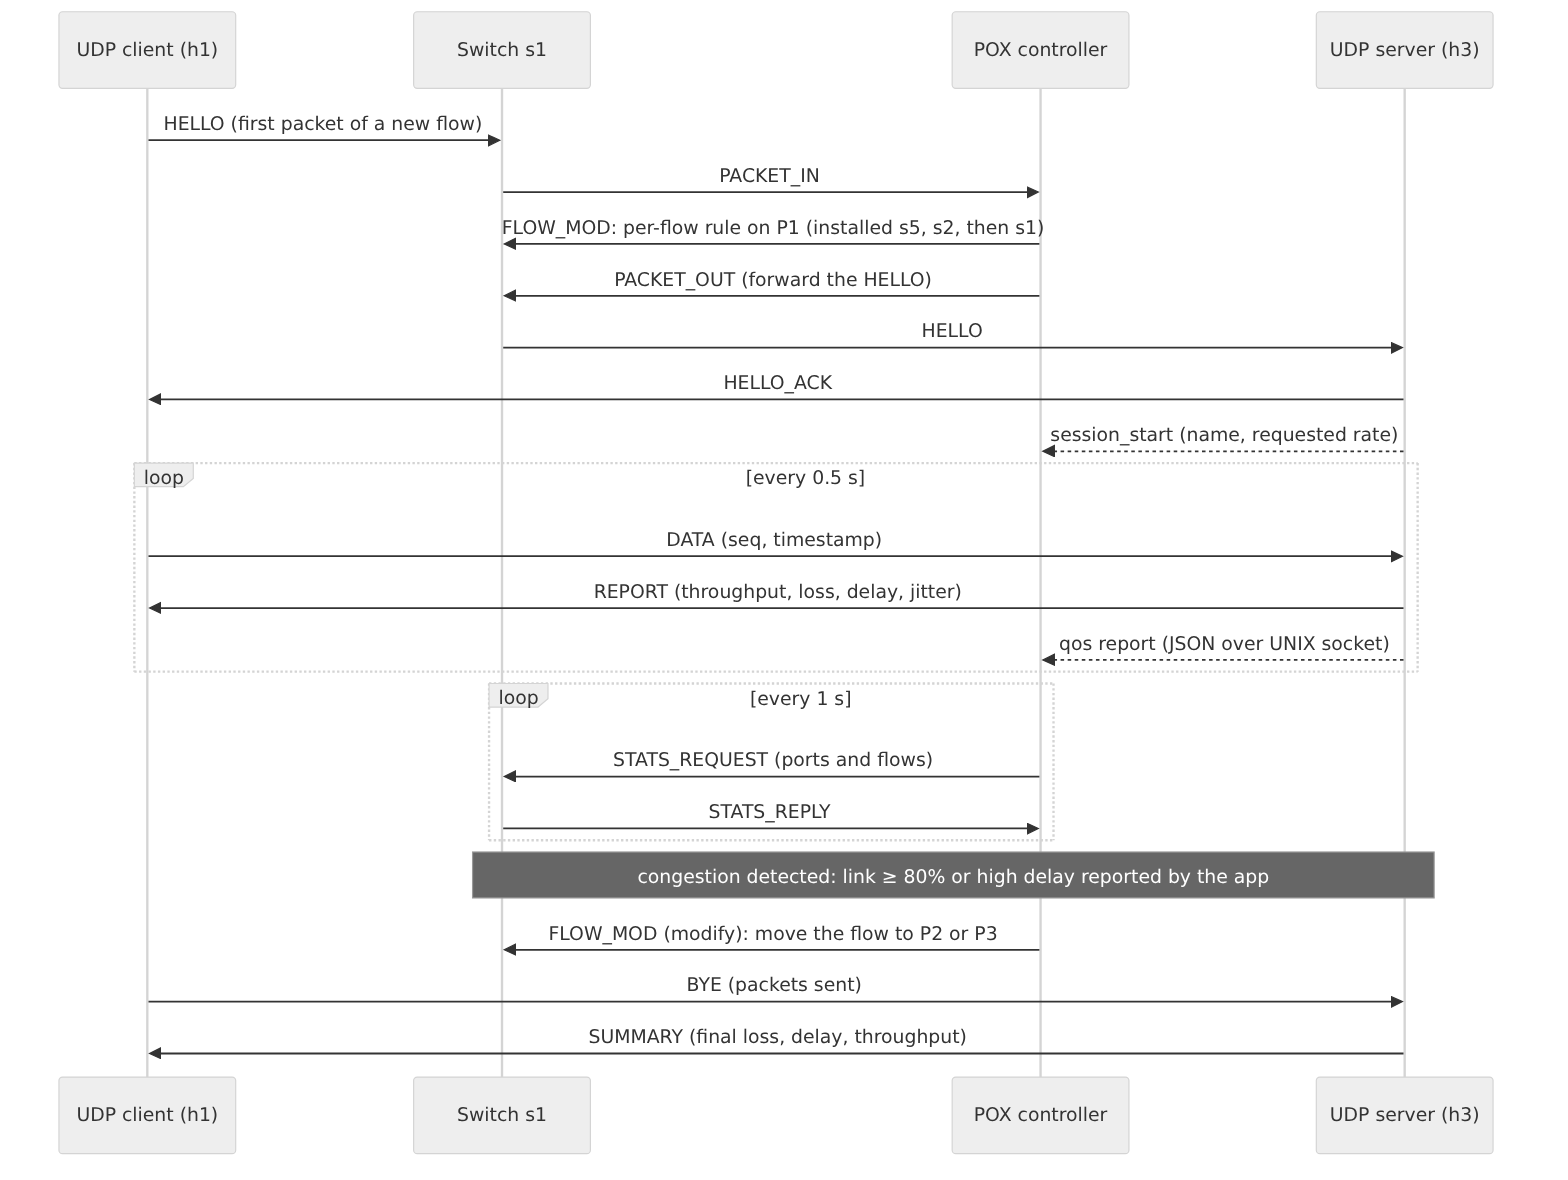 UDP client (h1)
Switch s1
POX controller
UDP server (h3)
HELLO (first packet of a new flow)
PACKET_IN
FLOW_MOD: per-flow rule on P1 (installed s5, s2, then s1)
PACKET_OUT (forward the HELLO)
HELLO
HELLO_ACK
session_start (name, requested rate)
loop
[every 0.5 s]
DATA (seq, timestamp)
REPORT (throughput, loss, delay, jitter)
qos report (JSON over UNIX socket)
loop
[every 1 s]
STATS_REQUEST (ports and flows)
STATS_REPLY
congestion detected: link ≥ 80% or high delay reported by the app
FLOW_MOD (modify): move the flow to P2 or P3
BYE (packets sent)
SUMMARY (final loss, delay, throughput)
UDP client (h1)
Switch s1
POX controller
UDP server (h3)